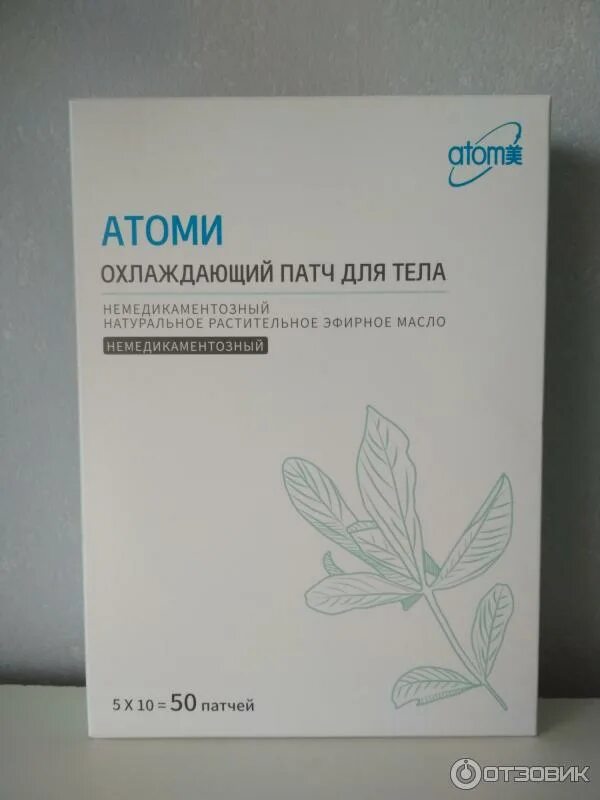 atom美
АТОМИ
ОХЛАЖДАЮЩИЙ ПАТЧ ДЛЯ ТЕЛА
НЕМЕДИКАМЕНТОЗНЫЙ
НАТУРАЛЬНОЕ РАСТИТЕЛЬНОЕ ЭФИРНОЕ МАСЛО
НЕМЕДИКАМЕНТОЗНЫЙ
5 X 10 = 50 патчей
ОТЗОВИК